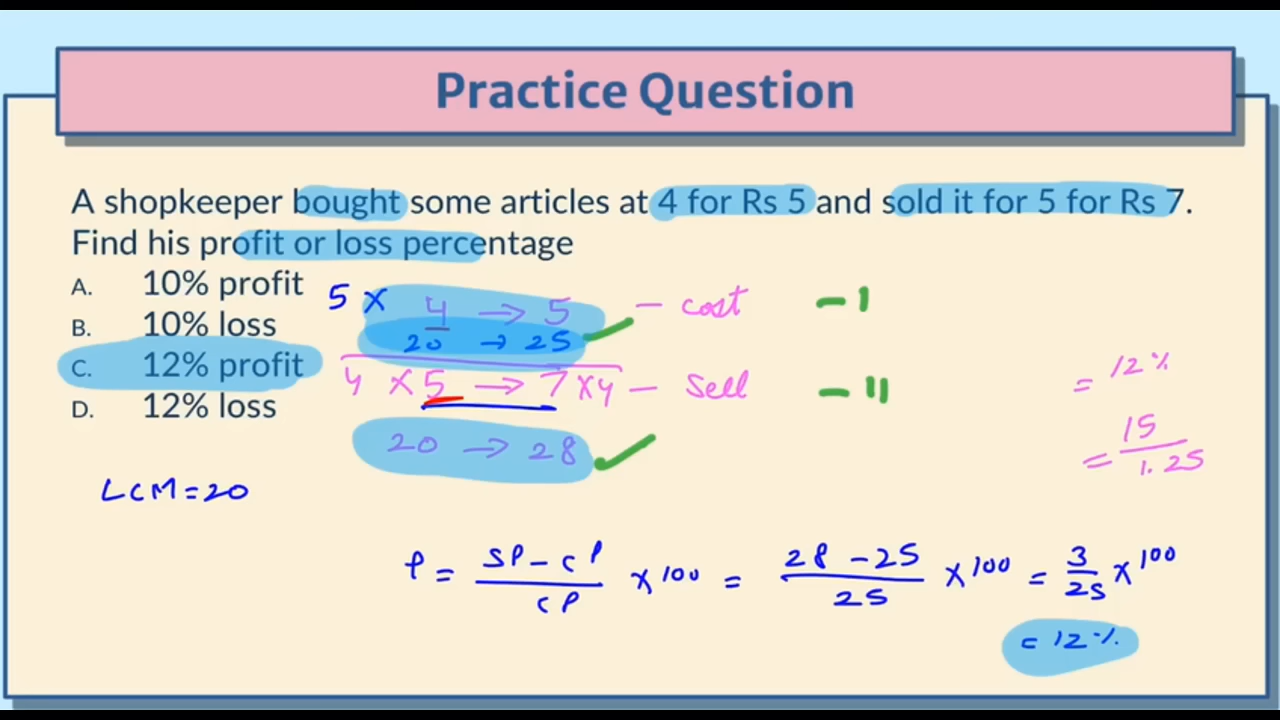 Practice Question
A shopkeeper bought some articles at 4 for Rs 5 and sold it for 5 for Rs 7.
Find his profit or loss percentage
A. 10% profit
B. 10% loss
C. 12% profit
D. 12% loss
5 × 4 → 5 — cost – 1
20 → 25
4 × 5 → 7 × 4 — Sell – 11
20 → 28
= 12%
= 15 / 1.25
LCM = 20
P = SP – CP / CP × 100 = 28 – 25 / 25 × 100 = 3 / 25 × 100
= 12%